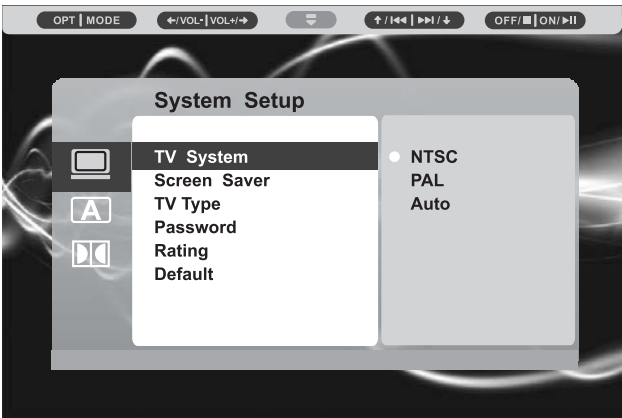 OPT | MODE
←/VOL- | VOL+/→
↑/⏮ | ⏭/↓
OFF/■ | ON/▶II
System Setup
TV System
Screen Saver
TV Type
Password
Rating
Default
NTSC
PAL
Auto
A